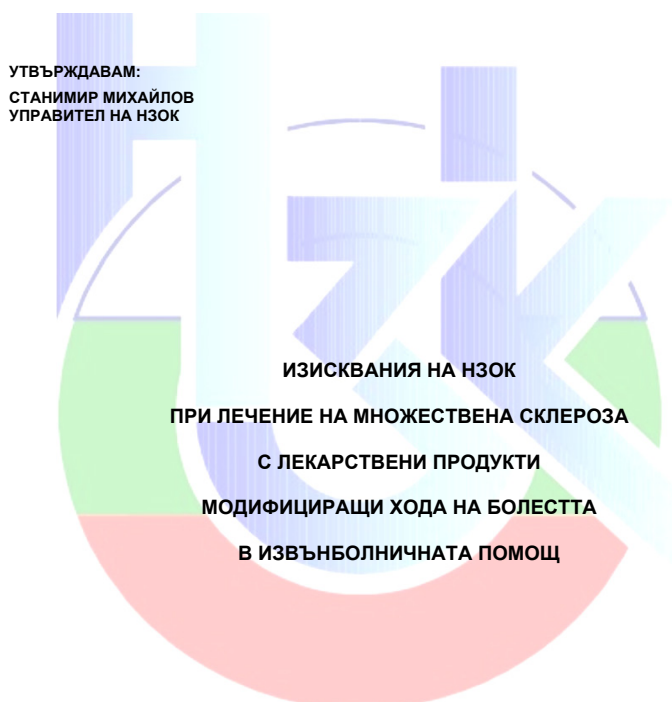 УТВЪРЖДАВАМ:
СТАНИМИР МИХАЙЛОВ
УПРАВИТЕЛ НА НЗОК
ИЗИСКВАНИЯ НА НЗОК
ПРИ ЛЕЧЕНИЕ НА МНОЖЕСТВЕНА СКЛЕРОЗА
С ЛЕКАРСТВЕНИ ПРОДУКТИ
МОДИФИЦИРАЩИ ХОДА НА БОЛЕСТТА
В ИЗВЪНБОЛНИЧНАТА ПОМОЩ